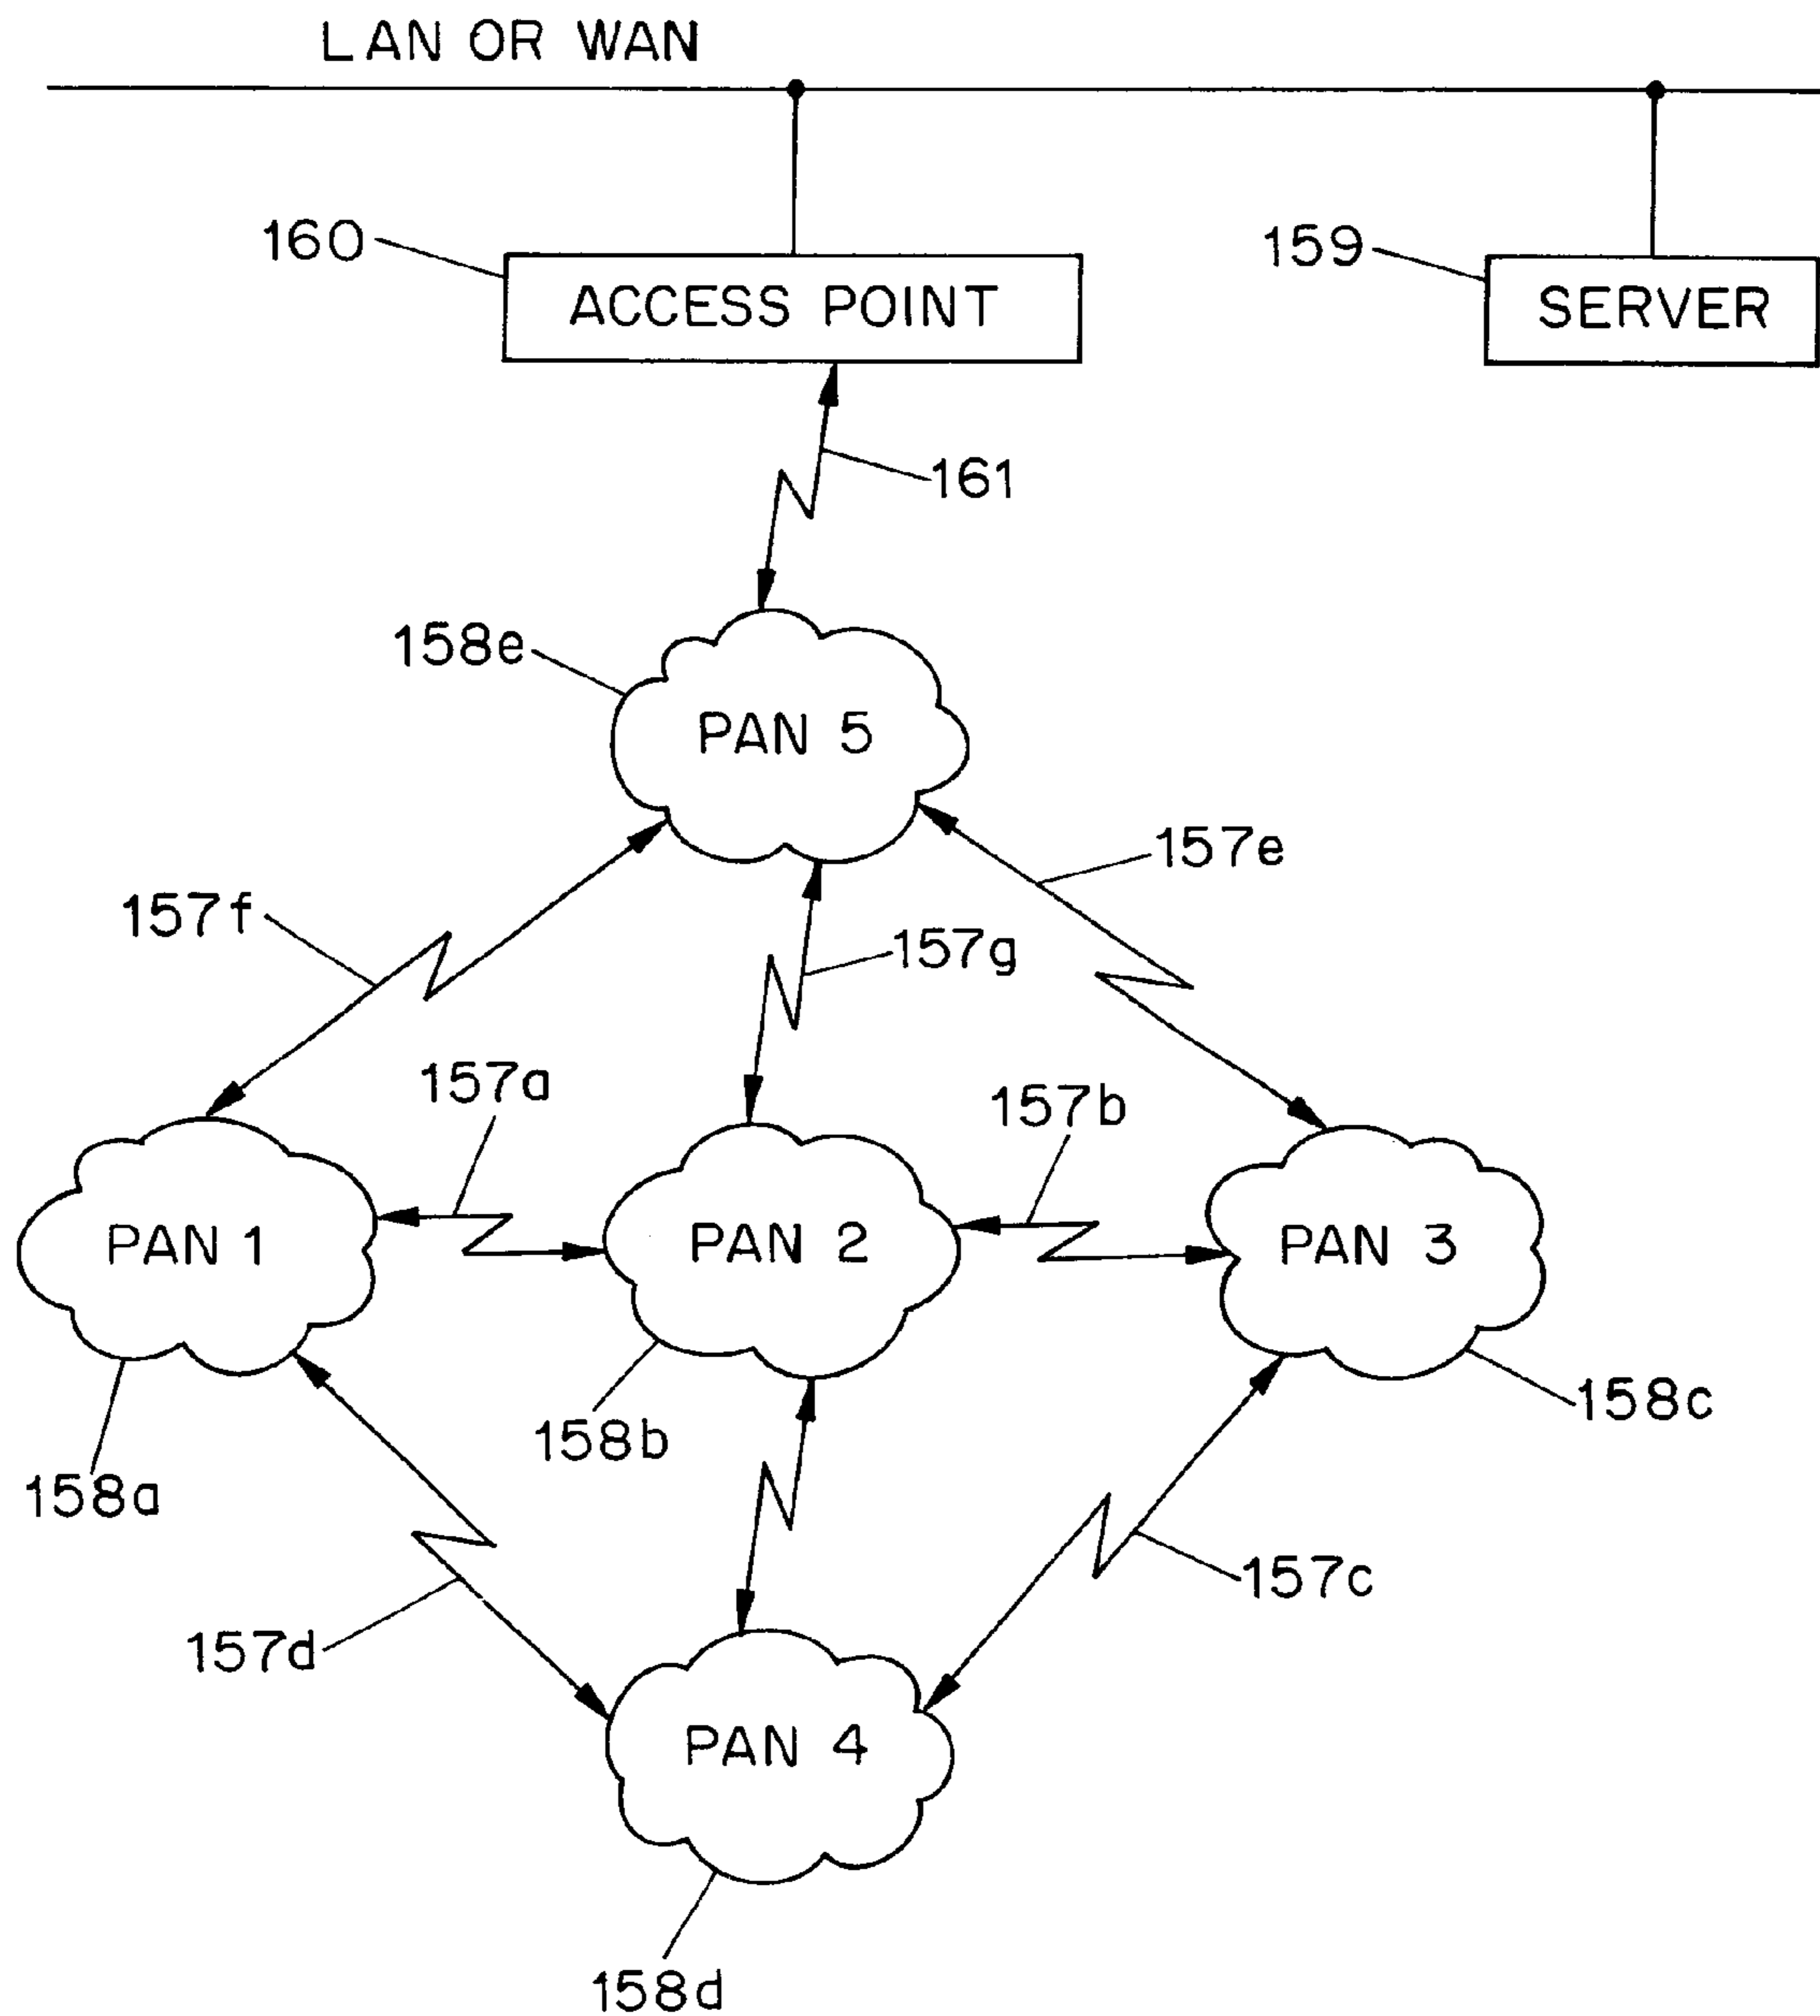 LAN OR WAN
160
ACCESS POINT
159
SERVER
161
158e
PAN 5
157e
157f
157g
157a
157b
PAN 1
PAN 2
PAN 3
158a
158b
158c
157d
157c
PAN 4
158d